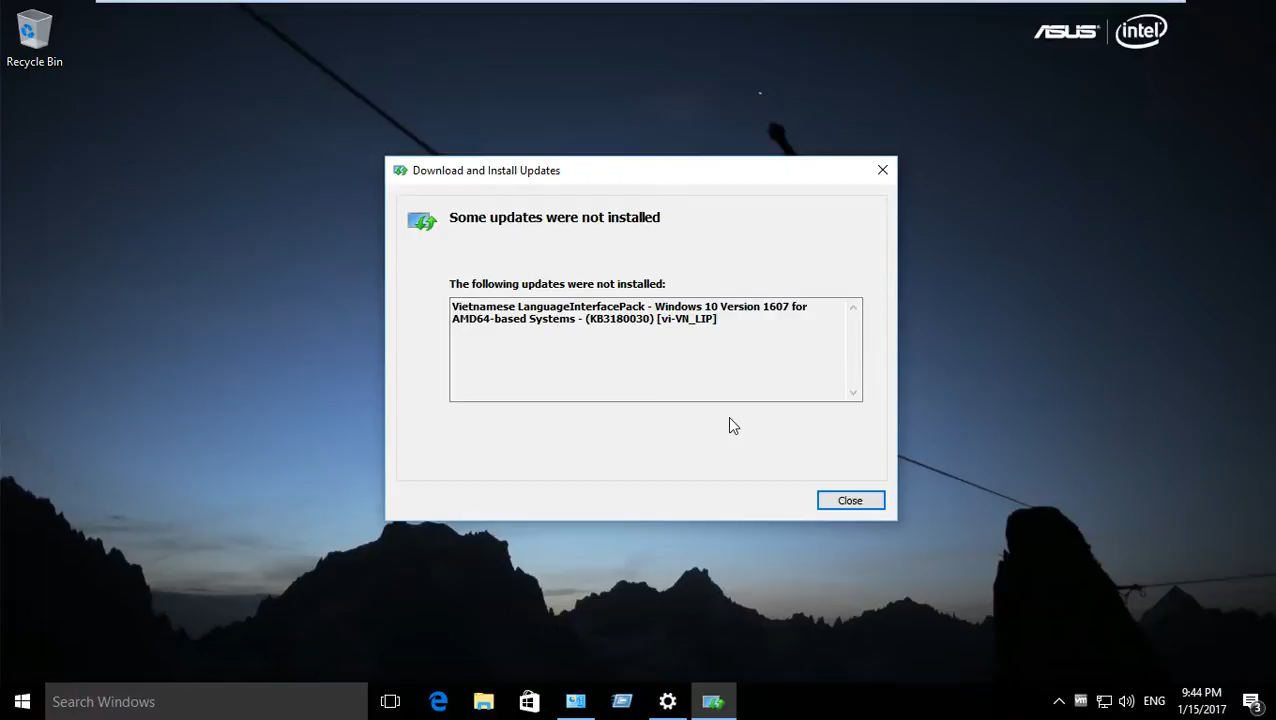 Recycle Bin
ASUS
intel
Download and Install Updates
Some updates were not installed
The following updates were not installed:
Vietnamese LanguageInterfacePack - Windows 10 Version 1607 for
AMD64-based Systems - (KB3180030) [vi-VN_LIP]
Close
Search Windows
vm
ENG
9:44 PM
1/15/2017
3